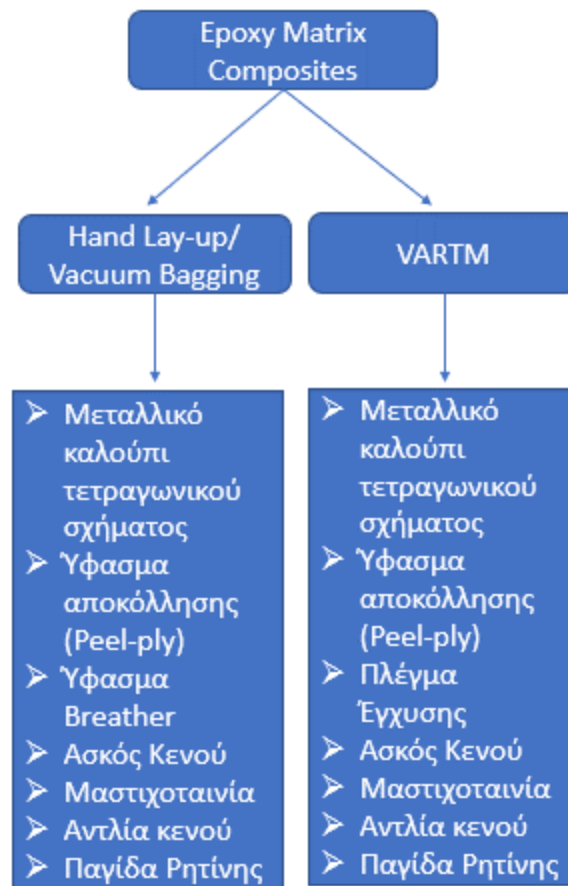 Epoxy Matrix
Composites
Hand Lay-up/
Vacuum Bagging
VARTM
➢ Μεταλλικό
καλούπι
τετραγωνικού
σχήματος
➢ Ύφασμα
αποκόλλησης
(Peel-ply)
➢ Ύφασμα
Breather
➢ Ασκός Κενού
➢ Μαστιχοταινία
➢ Αντλία κενού
➢ Παγίδα Ρητίνης
➢ Μεταλλικό
καλούπι
τετραγωνικού
σχήματος
➢ Ύφασμα
αποκόλλησης
(Peel-ply)
➢ Πλέγμα
Έγχυσης
➢ Ασκός Κενού
➢ Μαστιχοταινία
➢ Αντλία κενού
➢ Παγίδα Ρητίνης